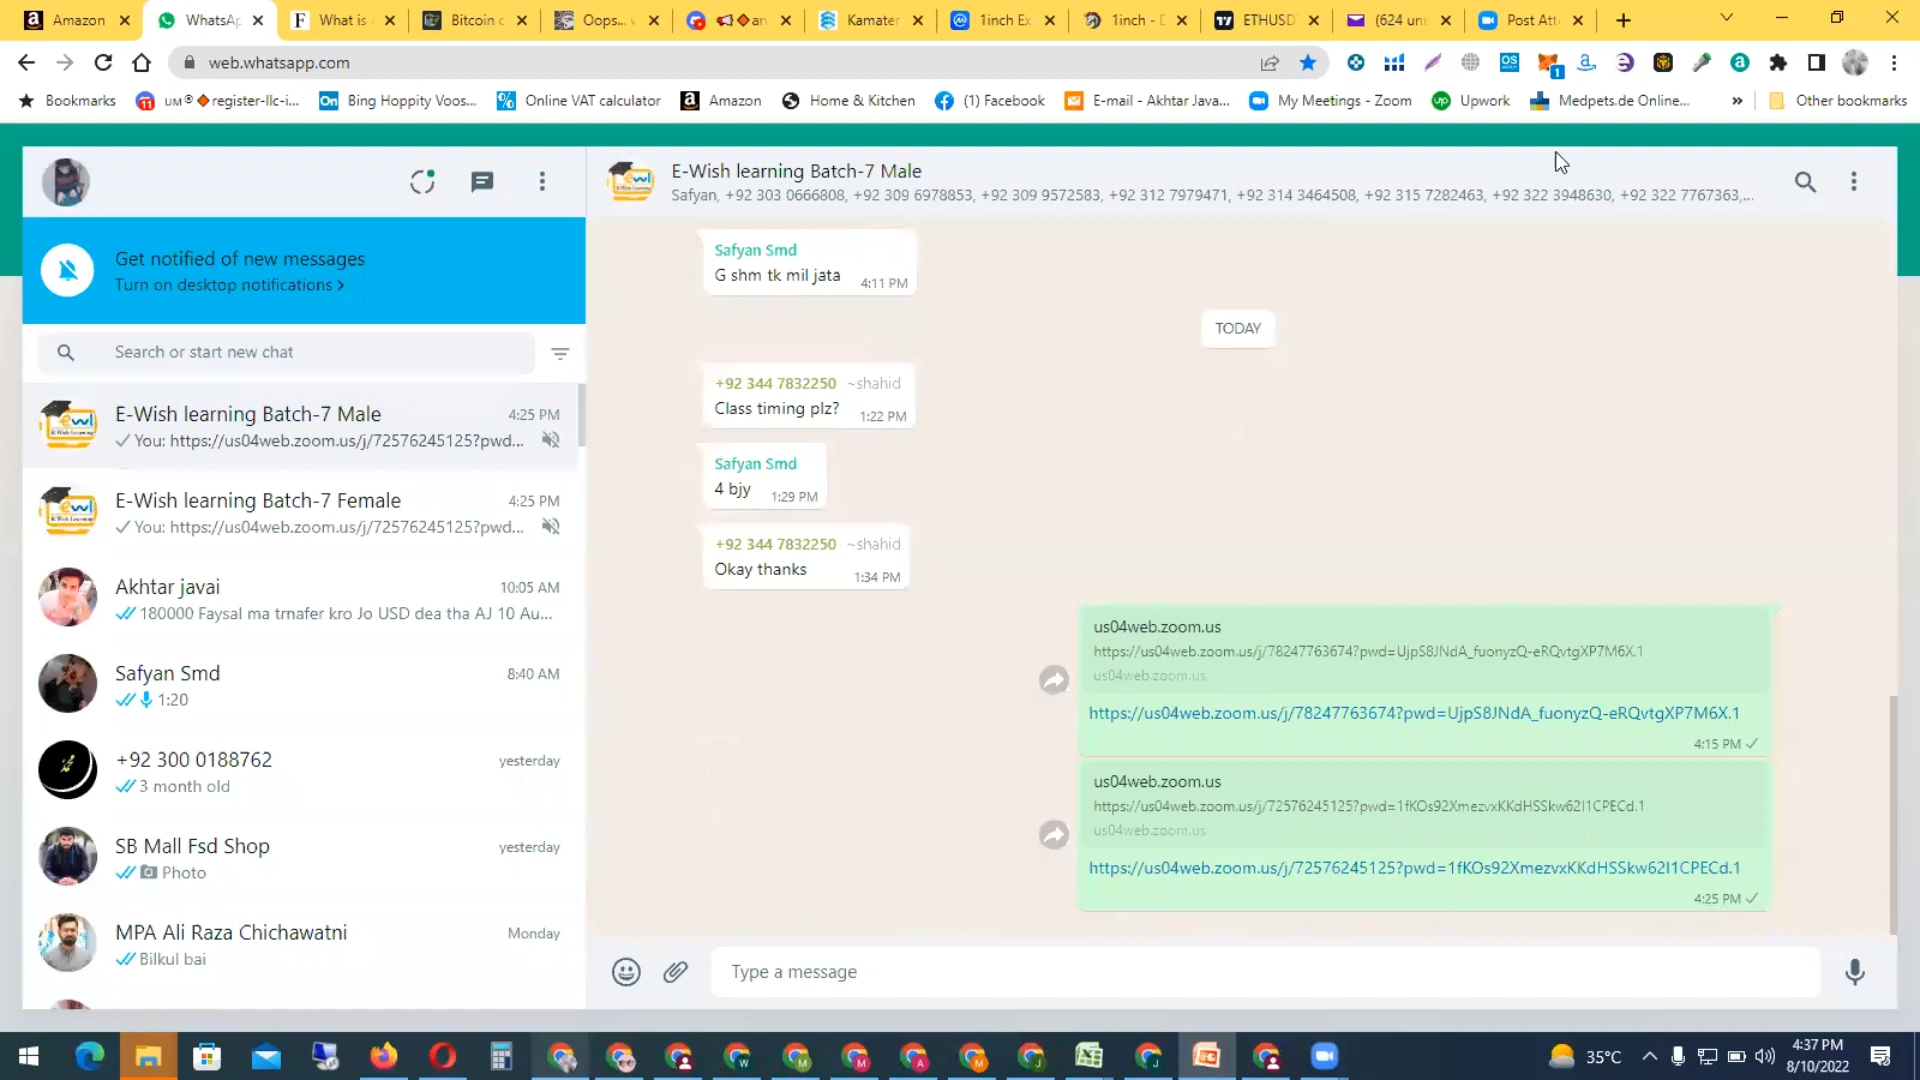 Amazon
WhatsAp
What is
Bitcoin c
Oops..
an
Kamater
1inch Ex
1inch - D
ETHUSD
(624 un
Post Att
web.whatsapp.com
OS
1
Bookmarks
11
UM® ◆register-llc-i...
On
Bing Hoppity Voos...
Online VAT calculator
Amazon
Home & Kitchen
(1) Facebook
E-mail - Akhtar Java...
My Meetings - Zoom
up
Upwork
Medpets.de Online...
»
Other bookmarks
E-Wish learning Batch-7 Male
Safyan, +92 303 0666808, +92 309 6978853, +92 309 9572583, +92 312 7979471, +92 314 3464508, +92 315 7282463, +92 322 3948630, +92 322 7767363,...
Get notified of new messages
Turn on desktop notifications >
Search or start new chat
E-Wish learning Batch-7 Male
4:25 PM
You: https://us04web.zoom.us/j/72576245125?pwd...
E-Wish learning Batch-7 Female
4:25 PM
You: https://us04web.zoom.us/j/72576245125?pwd...
Akhtar javai
10:05 AM
180000 Faysal ma trnafer kro Jo USD dea tha AJ 10 Au...
Safyan Smd
8:40 AM
1:20
+92 300 0188762
yesterday
3 month old
SB Mall Fsd Shop
yesterday
Photo
MPA Ali Raza Chichawatni
Monday
Bilkul bai
Safyan Smd
G shm tk mil jata
4:11 PM
TODAY
+92 344 7832250 ~shahid
Class timing plz?
1:22 PM
Safyan Smd
4 bjy
1:29 PM
+92 344 7832250 ~shahid
Okay thanks
1:34 PM
us04web.zoom.us
https://us04web.zoom.us/j/78247763674?pwd=UjpS8JNdA_fuonyzQ-eRQvtgXP7M6X.1
us04web.zoom.us
https://us04web.zoom.us/j/78247763674?pwd=UjpS8JNdA_fuonyzQ-eRQvtgXP7M6X.1
4:15 PM
us04web.zoom.us
https://us04web.zoom.us/j/72576245125?pwd=1fKOs92XmezvxKKdHSSkw62I1CPECd.1
us04web.zoom.us
https://us04web.zoom.us/j/72576245125?pwd=1fKOs92XmezvxKKdHSSkw62I1CPECd.1
4:25 PM
Type a message
35°C
4:37 PM
8/10/2022